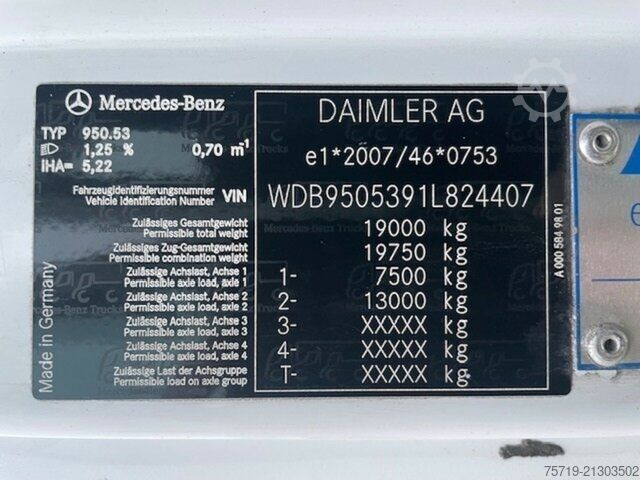 Mercedes-Benz
TYP 950.53
1,25 % 0,70 m⁻¹
IHA= 5,22
Fahrzeugidentifizierungsnummer
Vehicle Identification Number VIN
Zulässiges Gesamtgewicht
Permissible total weight
Zulässiges Zug-Gesamtgewicht
Permissible combination weight
Zulässige Achslast, Achse 1
Permissible axle load, axle 1
Zulässige Achslast, Achse 2
Permissible axle load, axle 2
Zulässige Achslast, Achse 3
Permissible axle load, axle 3
Zulässige Achslast, Achse 4
Permissible axle load, axle 4
Zulässige Last der Achsgruppe
Permissible load on axle group
Made in Germany
DAIMLER AG
e1*2007/46*0753
WDB9505391L824407
19000 kg
19750 kg
1- 7500 kg
2- 13000 kg
3- XXXXX kg
4- XXXXX kg
T- XXXXX kg
A 000 584 98 01
e
75719-21303502